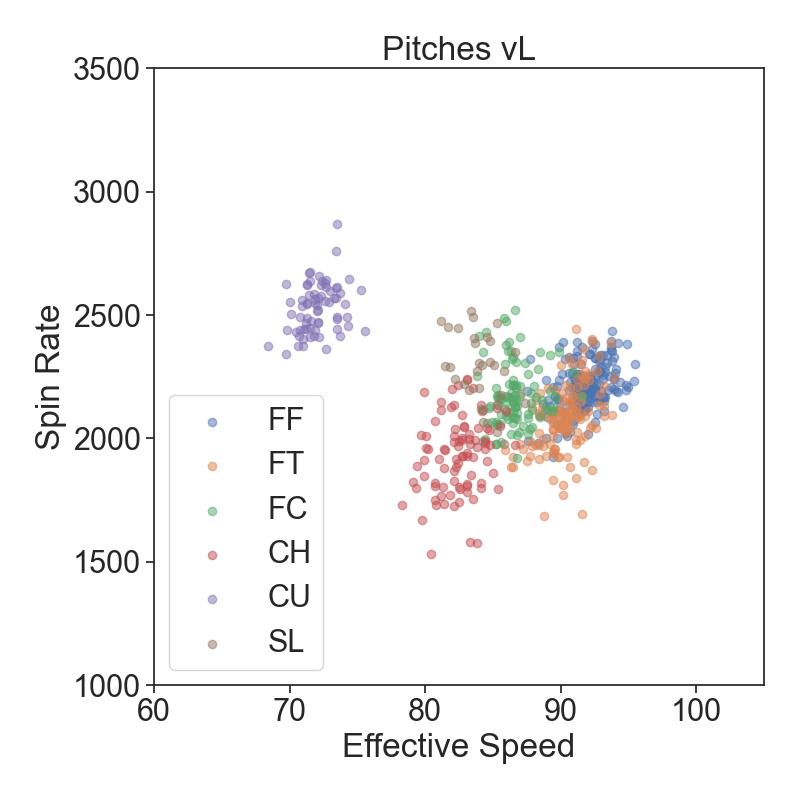 Pitches vL
3500
3000
2500
2000
1500
1000
Spin Rate
FF
FT
FC
CH
CU
SL
60 70 80 90 100
Effective Speed